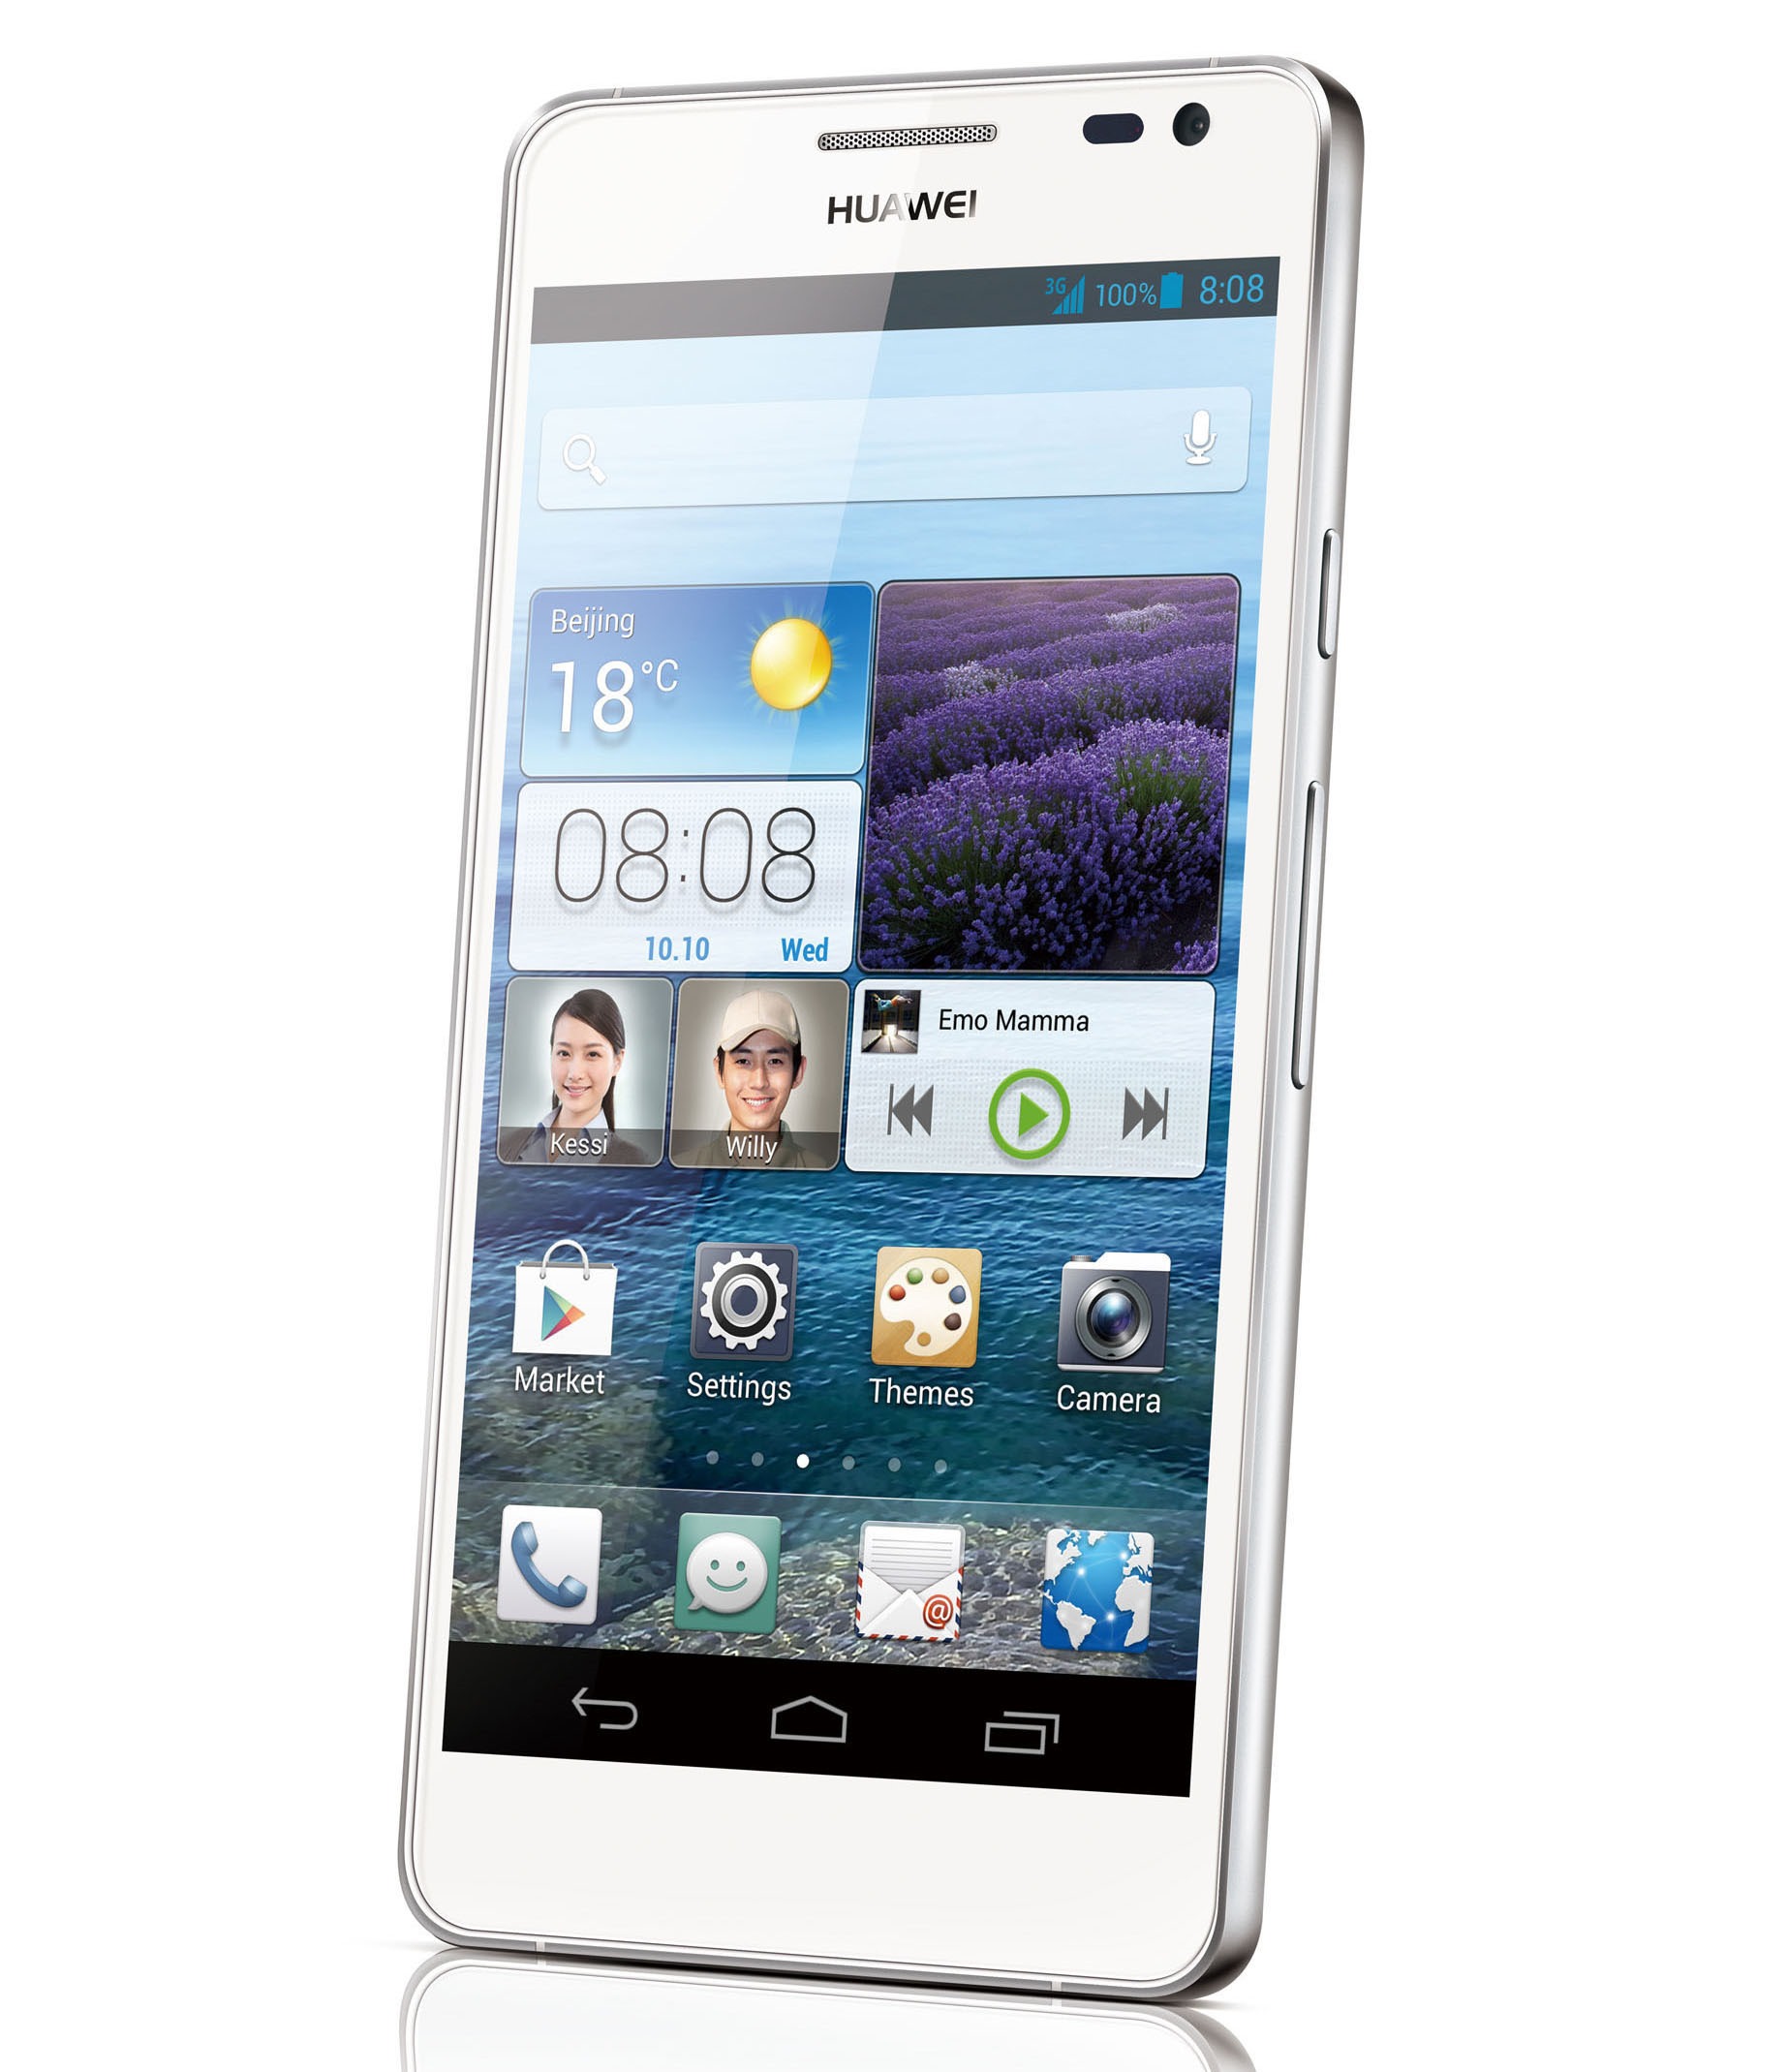 HUAWEI
3G 100% 8:08
Beijing
18°C
08:08
10.10 Wed
Emo Mamma
Kessi Willy
Market Settings Themes Camera
@